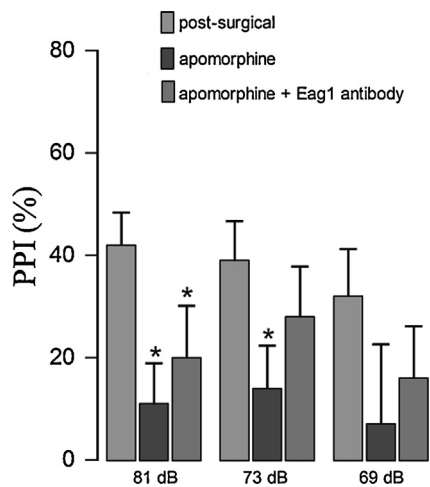 post-surgical
apomorphine
apomorphine + Eag1 antibody
80
60
40
20
0
PPI (%)
* *
*
81 dB 73 dB 69 dB